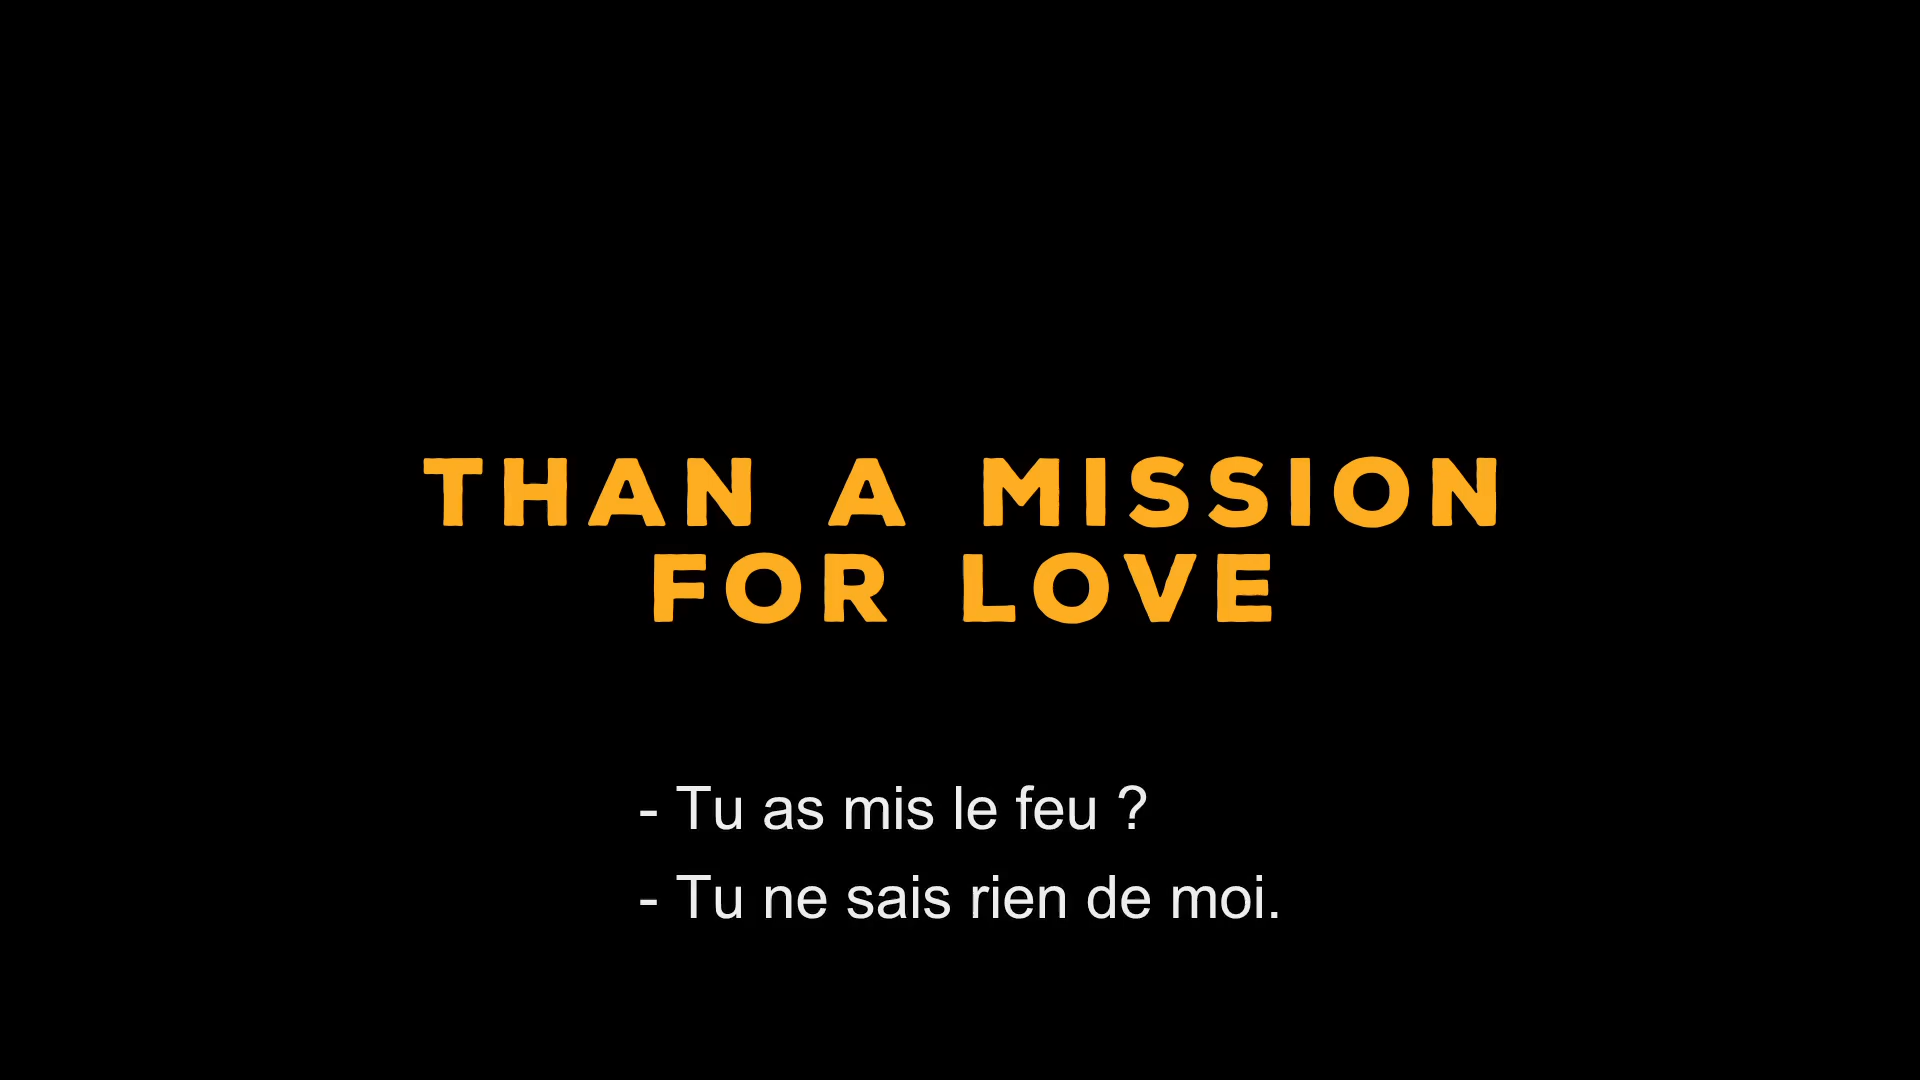 THAN A MISSION
FOR LOVE
- Tu as mis le feu ?
- Tu ne sais rien de moi.